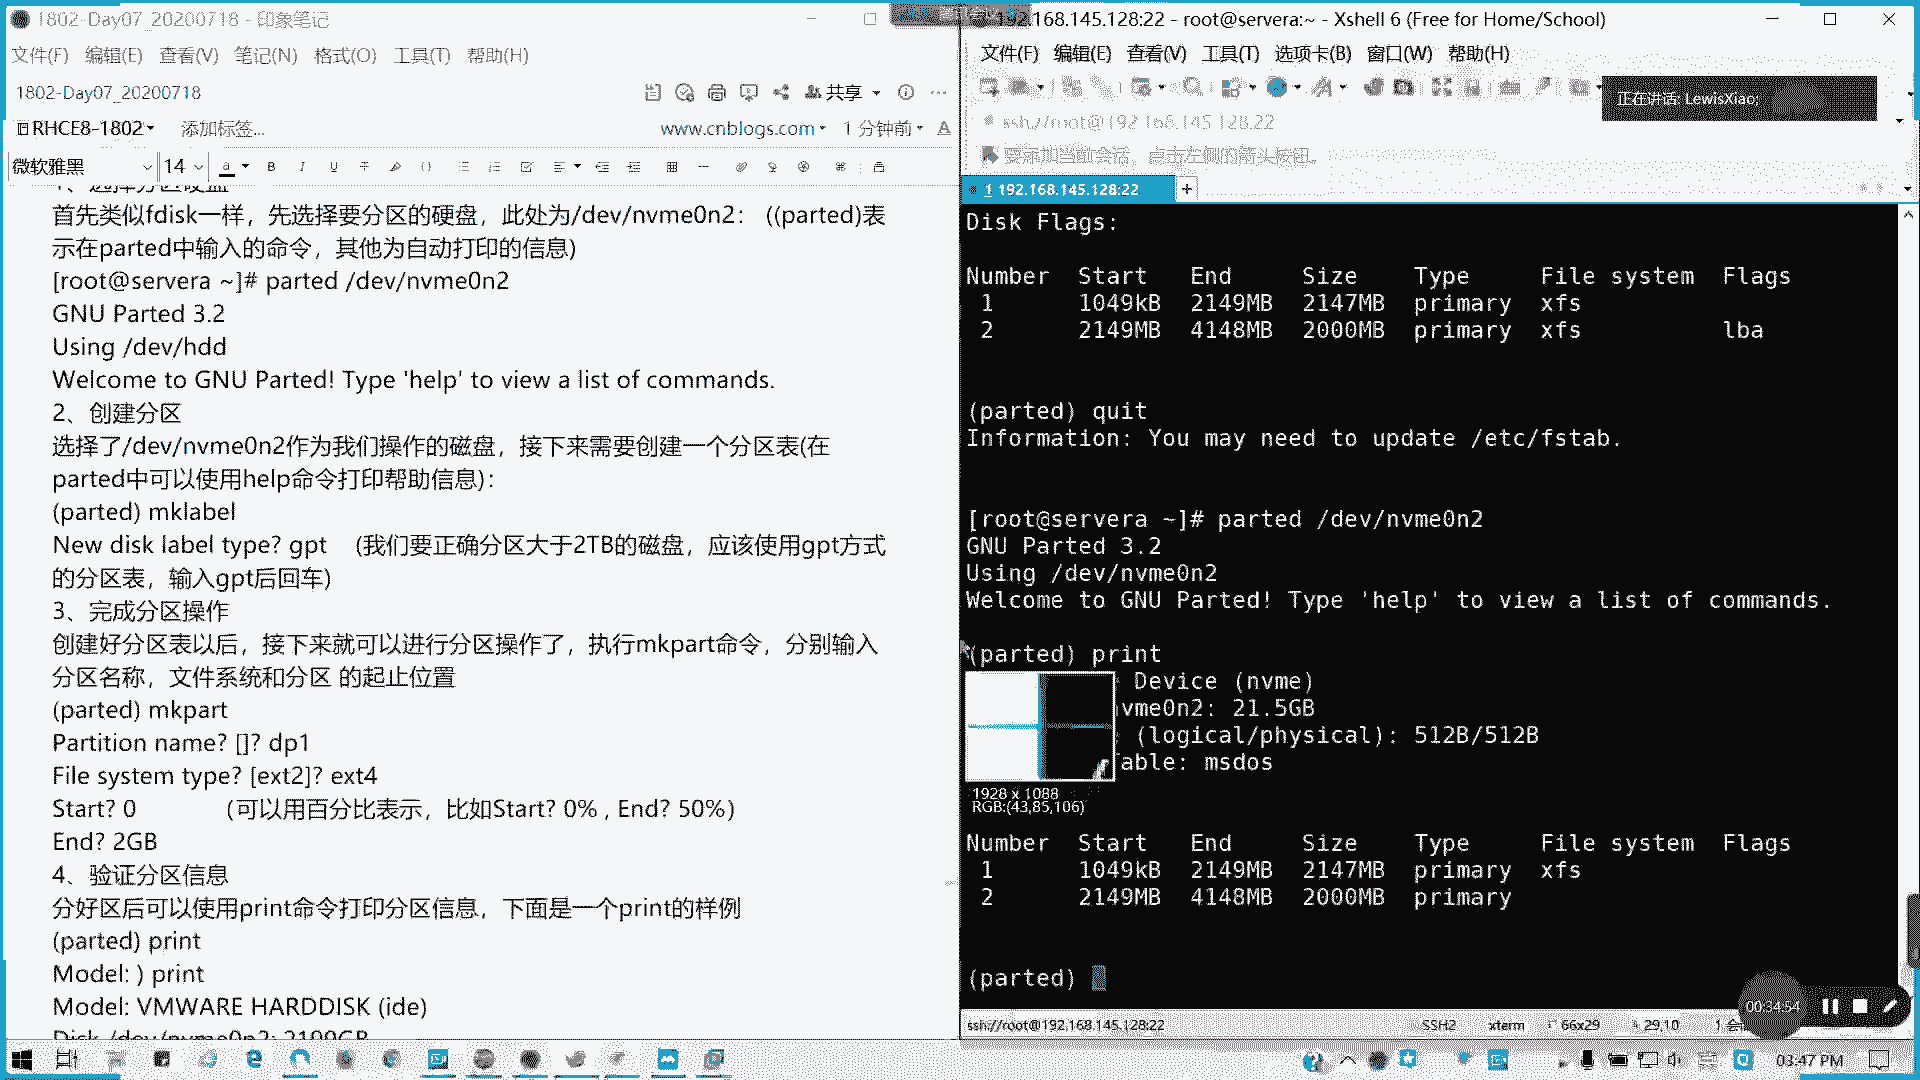 1802-Day07_20200718 - 印象笔记
文件(F) 编辑(E) 查看(V) 笔记(N) 格式(O) 工具(T) 帮助(H)
1802-Day07_20200718
共享
RHCE8-1802
添加标签...
www.cnblogs.com
1 分钟前
微软雅黑
14
1、选择分区硬盘
首先类似fdisk一样，先选择要分区的硬盘，此处为/dev/nvme0n2： ((parted)表
示在parted中输入的命令，其他为自动打印的信息)
[root@servera ~]# parted /dev/nvme0n2
GNU Parted 3.2
Using /dev/hdd
Welcome to GNU Parted! Type 'help' to view a list of commands.
2、创建分区
选择了/dev/nvme0n2作为我们操作的磁盘，接下来需要创建一个分区表(在
parted中可以使用help命令打印帮助信息)：
(parted) mklabel
New disk label type? gpt (我们要正确分区大于2TB的磁盘，应该使用gpt方式
的分区表，输入gpt后回车)
3、完成分区操作
创建好分区表以后，接下来就可以进行分区操作了，执行mkpart命令，分别输入
分区名称，文件系统和分区 的起止位置
(parted) mkpart
Partition name? []? dp1
File system type? [ext2]? ext4
Start? 0 （可以用百分比表示，比如Start? 0% , End? 50%）
End? 2GB
4、验证分区信息
分好区后可以使用print命令打印分区信息，下面是一个print的样例
(parted) print
Model: ) print
Model: VMWARE HARDDISK (ide)
Disk /dev/nvme0n2: 2199GB
192.168.145.128:22 - root@servera:~ - Xshell 6 (Free for Home/School)
文件(F) 编辑(E) 查看(V) 工具(T) 选项卡(B) 窗口(W) 帮助(H)
正在讲话: LewisXiao;
ssh://root@192.168.145.128:22
要添加当前会话，点击左侧的箭头按钮。
1 192.168.145.128:22
Disk Flags:
Number Start End Size Type File system Flags
1 1049kB 2149MB 2147MB primary xfs
2 2149MB 4148MB 2000MB primary xfs lba
(parted) quit
Information: You may need to update /etc/fstab.
[root@servera ~]# parted /dev/nvme0n2
GNU Parted 3.2
Using /dev/nvme0n2
Welcome to GNU Parted! Type 'help' to view a list of commands.
(parted) print
Device (nvme)
vme0n2: 21.5GB
(logical/physical): 512B/512B
able: msdos
1928 x 1088
RGB:(43,85,106)
Number Start End Size Type File system Flags
1 1049kB 2149MB 2147MB primary xfs
2 2149MB 4148MB 2000MB primary
(parted)
00:34:54
ssh://root@192.168.145.128:22
SSH2 xterm 66x29 29,10
03:47 PM